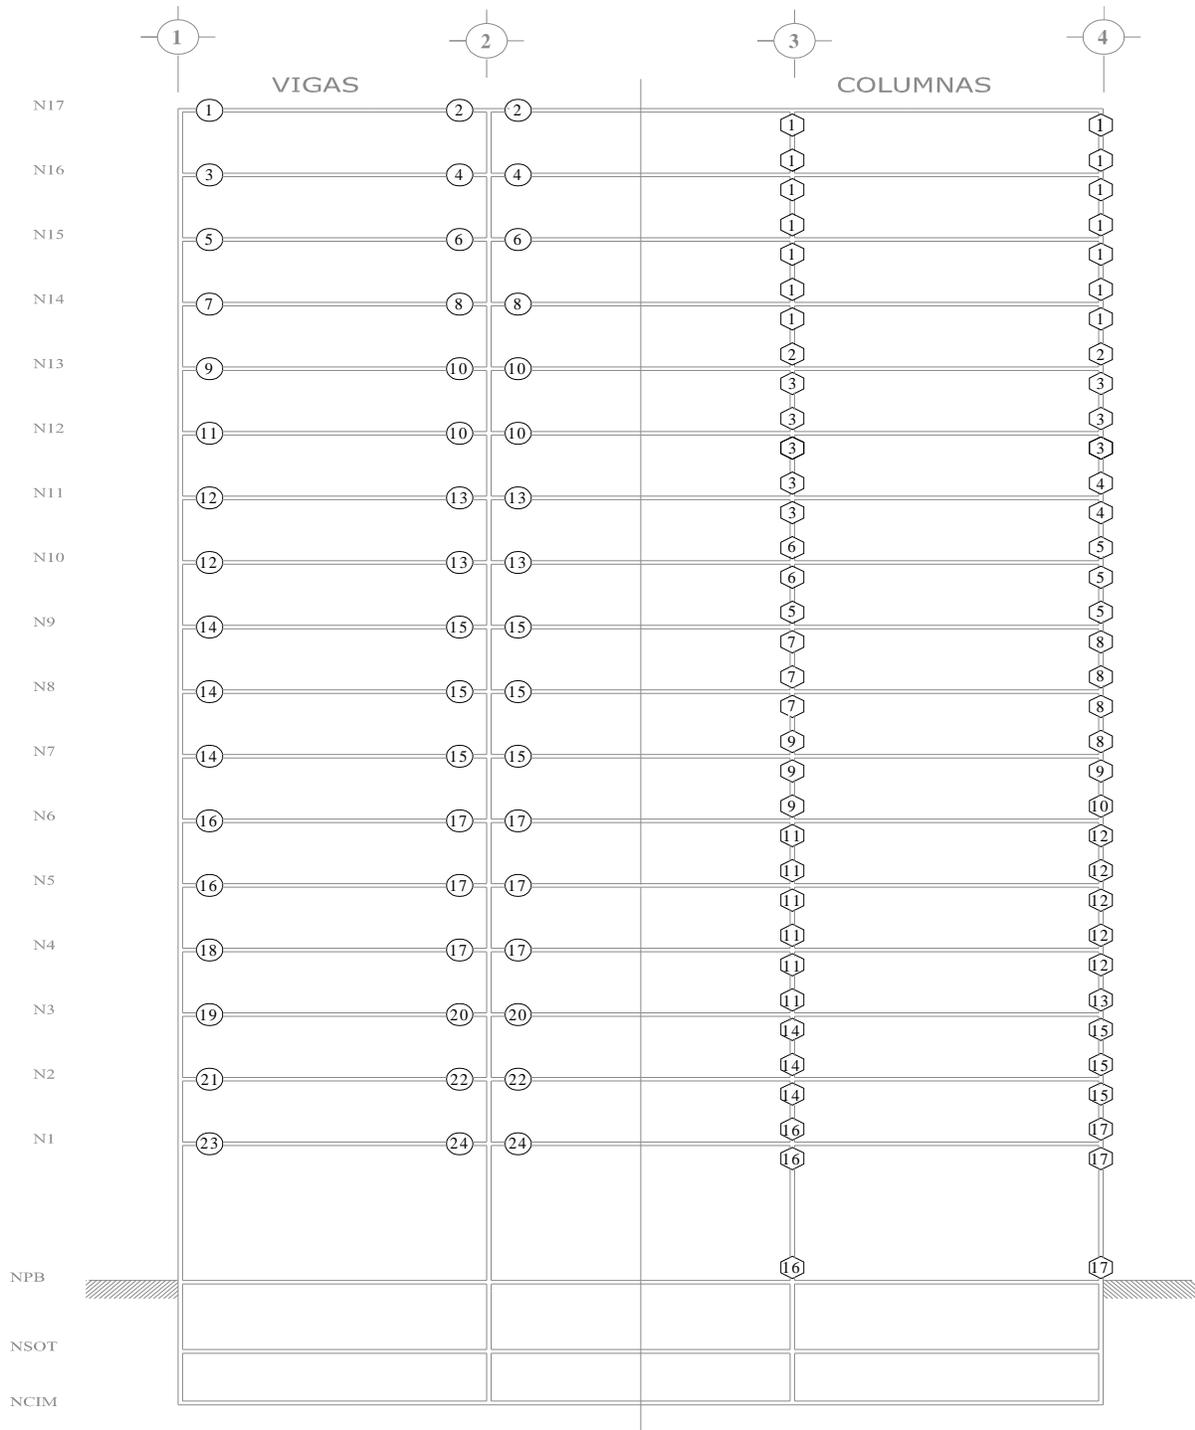 1 2 3 4
VIGAS COLUMNAS
N17 1 2 2
1 1
1 1
N16 3 4 4
1 1
1 1
N15 5 6 6
1 1
1 1
N14 7 8 8
1 1
2 2
N13 9 10 10
3 3
3 3
N12 11 10 10
3 3
3 4
N11 12 13 13
3 4
6 5
N10 12 13 13
6 5
5 5
N9 14 15 15
7 8
7 8
N8 14 15 15
7 8
9 8
N7 14 15 15
9 9
9 10
N6 16 17 17
11 12
11 12
N5 16 17 17
11 12
11 12
N4 18 17 17
11 12
11 13
N3 19 20 20
14 15
14 15
N2 21 22 22
14 15
16 17
N1 23 24 24
16 17
16 17
NPB
NSOT
NCIM